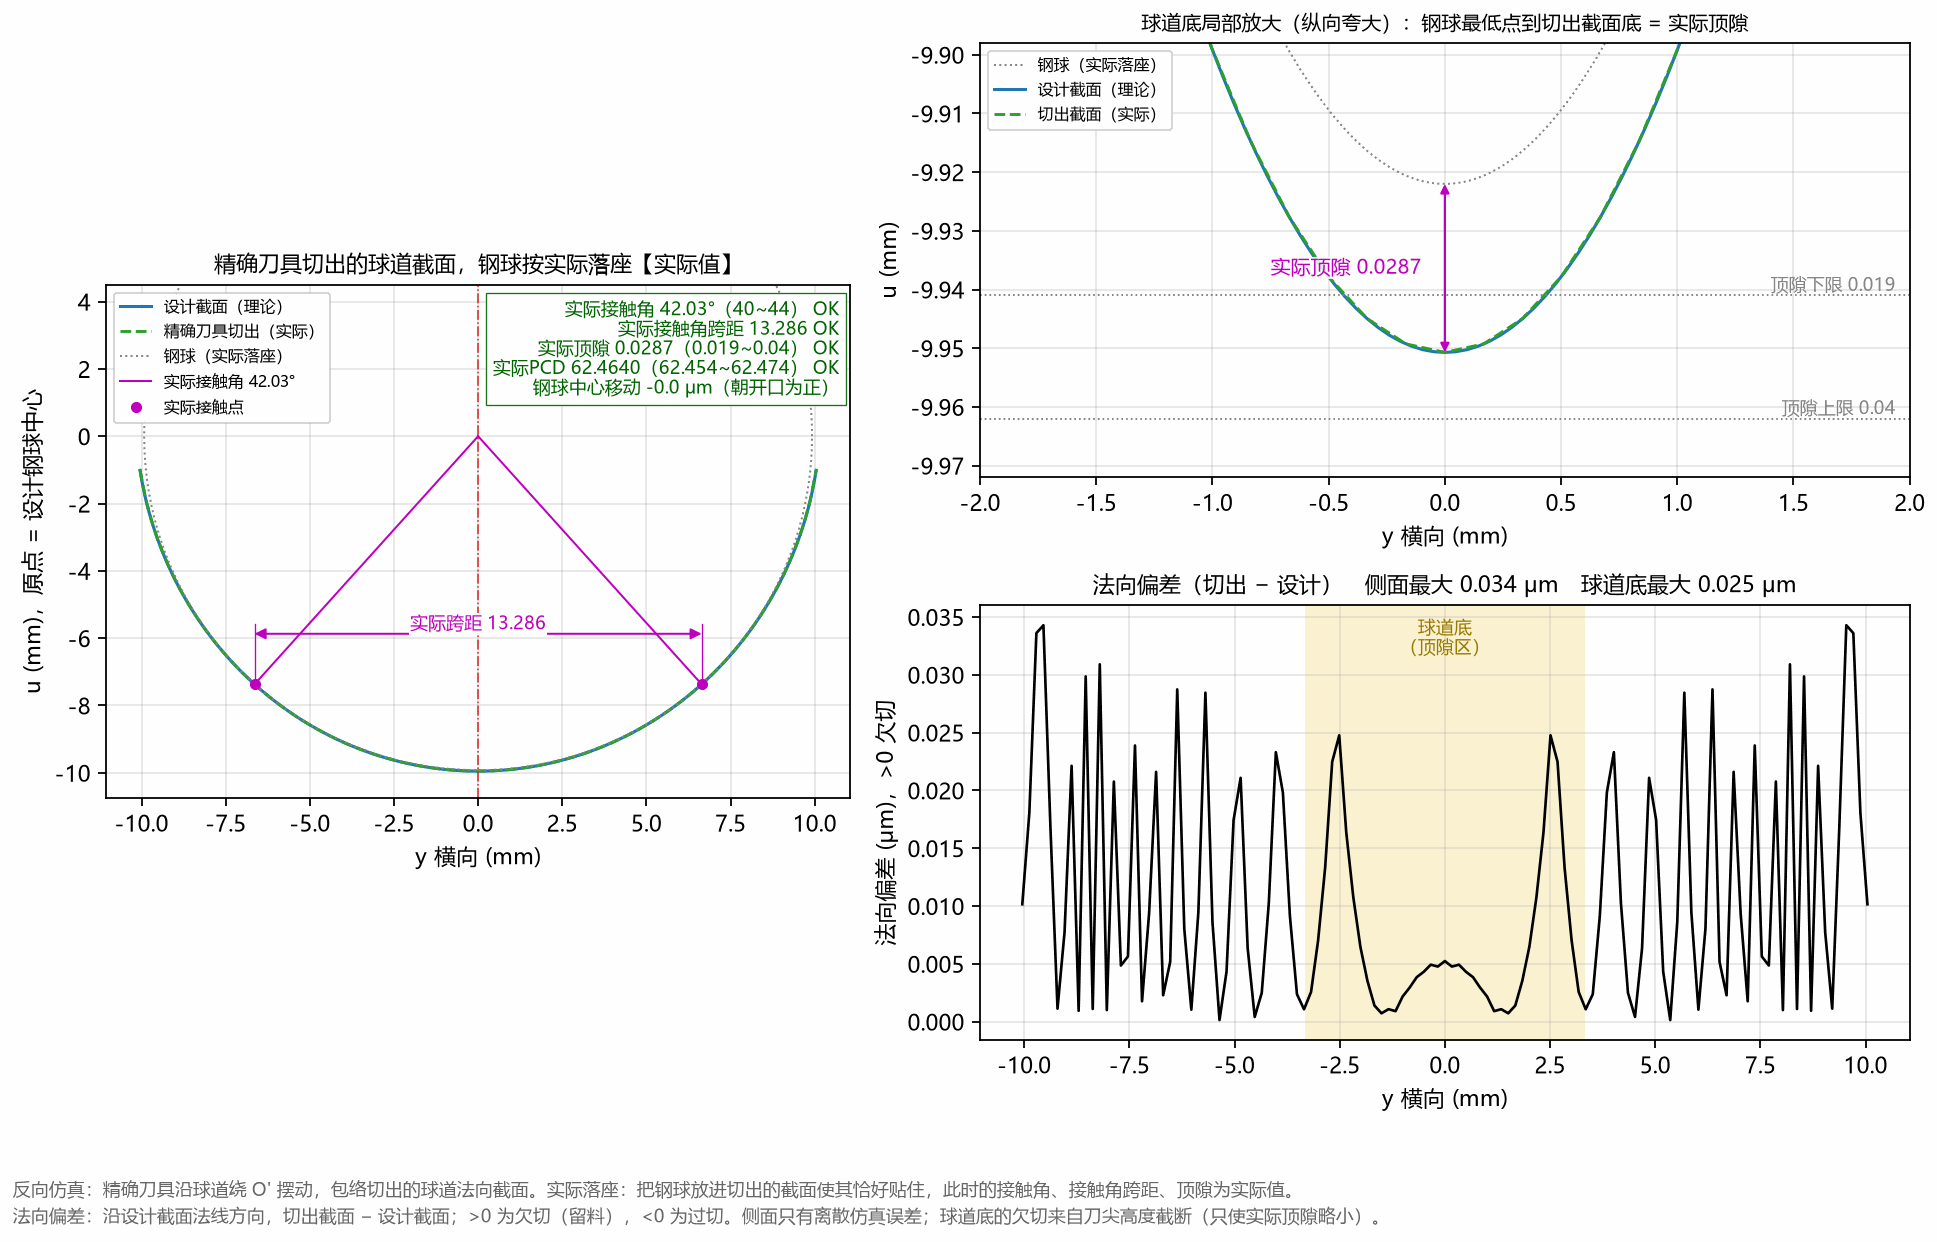 精确刀具切出的球道截面，钢球按实际落座【实际值】
设计截面（理论）
精确刀具切出（实际）
钢球（实际落座）
实际接触角 42.03°
实际接触点
实际接触角 42.03°（40~44） OK
实际接触角跨距 13.286 OK
实际顶隙 0.0287（0.019~0.04） OK
实际PCD 62.4640（62.454~62.474） OK
钢球中心移动 -0.0 μm（朝开口为正）
实际跨距 13.286
u (mm)，原点 = 设计钢球中心
4
2
0
-2
-4
-6
-8
-10
-10.0 -7.5 -5.0 -2.5 0.0 2.5 5.0 7.5 10.0
y 横向 (mm)
球道底局部放大（纵向夸大）：钢球最低点到切出截面底 = 实际顶隙
钢球（实际落座）
设计截面（理论）
切出截面（实际）
实际顶隙 0.0287
顶隙下限 0.019
顶隙上限 0.04
u (mm)
-9.90
-9.91
-9.92
-9.93
-9.94
-9.95
-9.96
-9.97
-2.0 -1.5 -1.0 -0.5 0.0 0.5 1.0 1.5 2.0
y 横向 (mm)
法向偏差（切出 − 设计） 侧面最大 0.034 μm 球道底最大 0.025 μm
球道底
（顶隙区）
法向偏差 (μm)，>0 欠切
0.035
0.030
0.025
0.020
0.015
0.010
0.005
0.000
-10.0 -7.5 -5.0 -2.5 0.0 2.5 5.0 7.5 10.0
y 横向 (mm)
反向仿真：精确刀具沿球道绕 O' 摆动，包络切出的球道法向截面。实际落座：把钢球放进切出的截面使其恰好贴住，此时的接触角、接触角跨距、顶隙为实际值。
法向偏差：沿设计截面法线方向，切出截面 − 设计截面；>0 为欠切（留料），<0 为过切。侧面只有离散仿真误差；球道底的欠切来自刀尖高度截断（只使实际顶隙略小）。